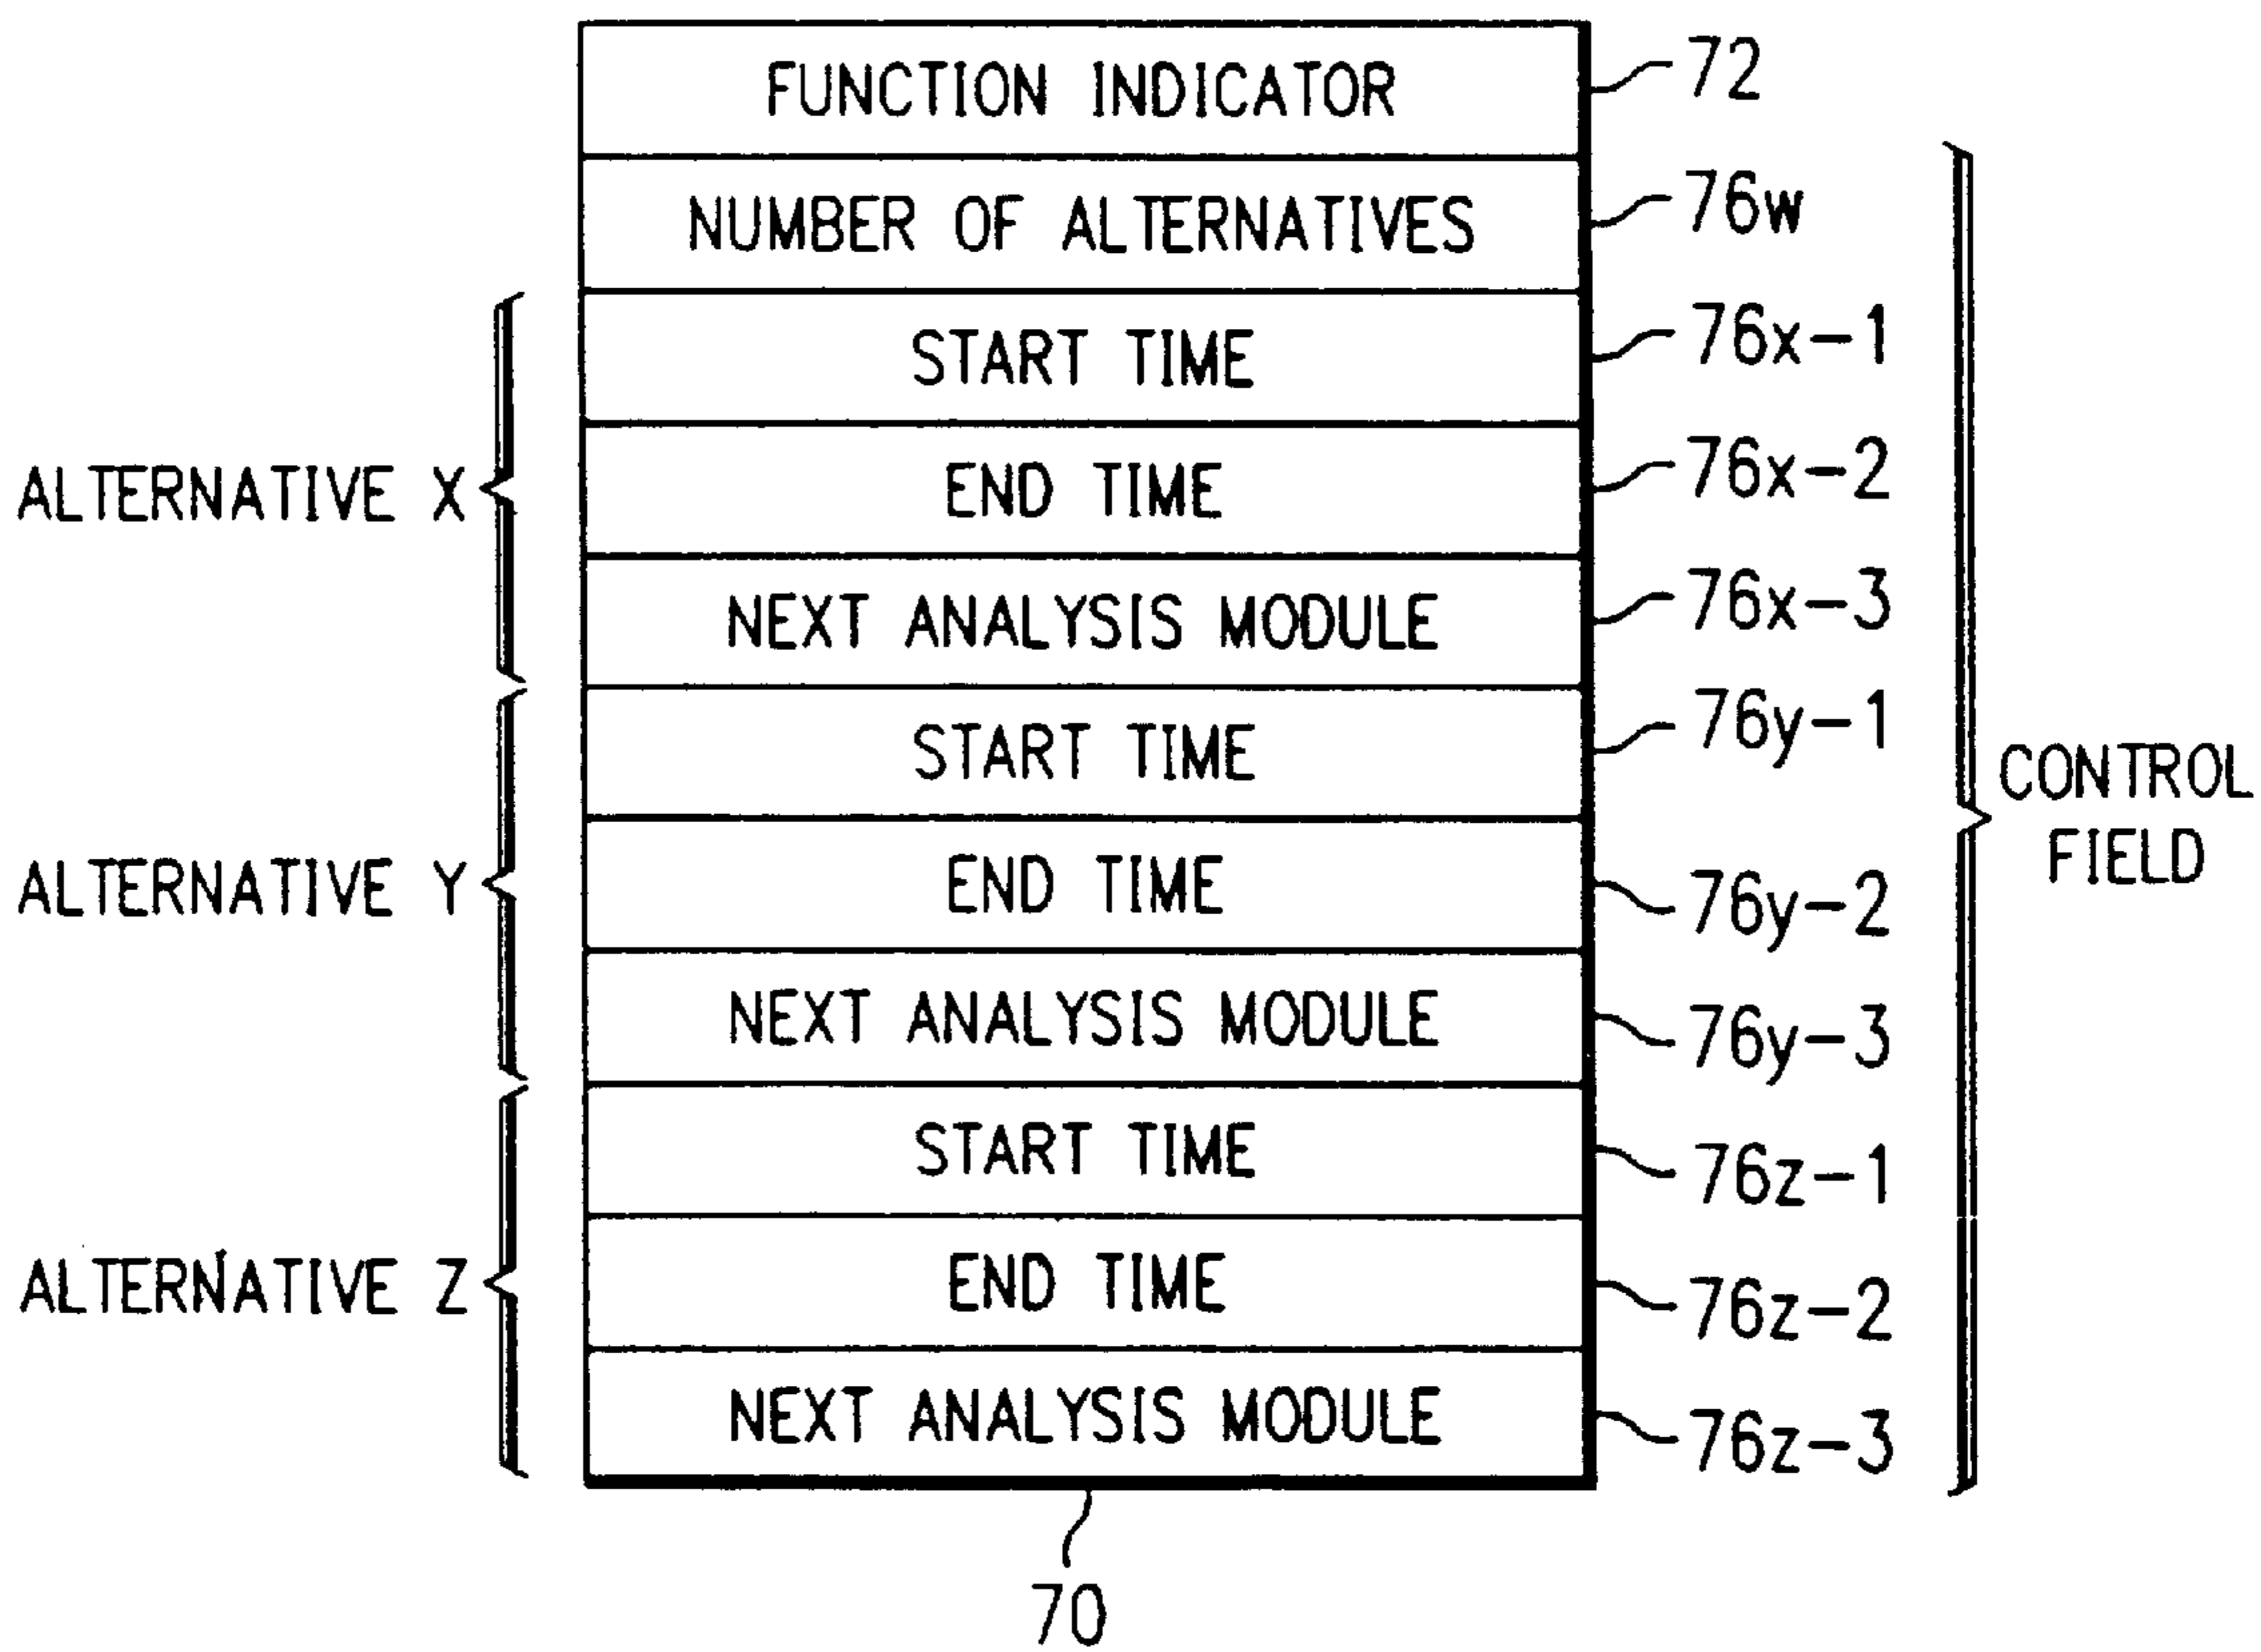 FUNCTION INDICATOR
72
NUMBER OF ALTERNATIVES
76w
START TIME
76x-1
ALTERNATIVE X
END TIME
76x-2
NEXT ANALYSIS MODULE
76x-3
START TIME
76y-1
CONTROL
FIELD
ALTERNATIVE Y
END TIME
76y-2
NEXT ANALYSIS MODULE
76y-3
START TIME
76z-1
ALTERNATIVE Z
END TIME
76z-2
NEXT ANALYSIS MODULE
76z-3
70